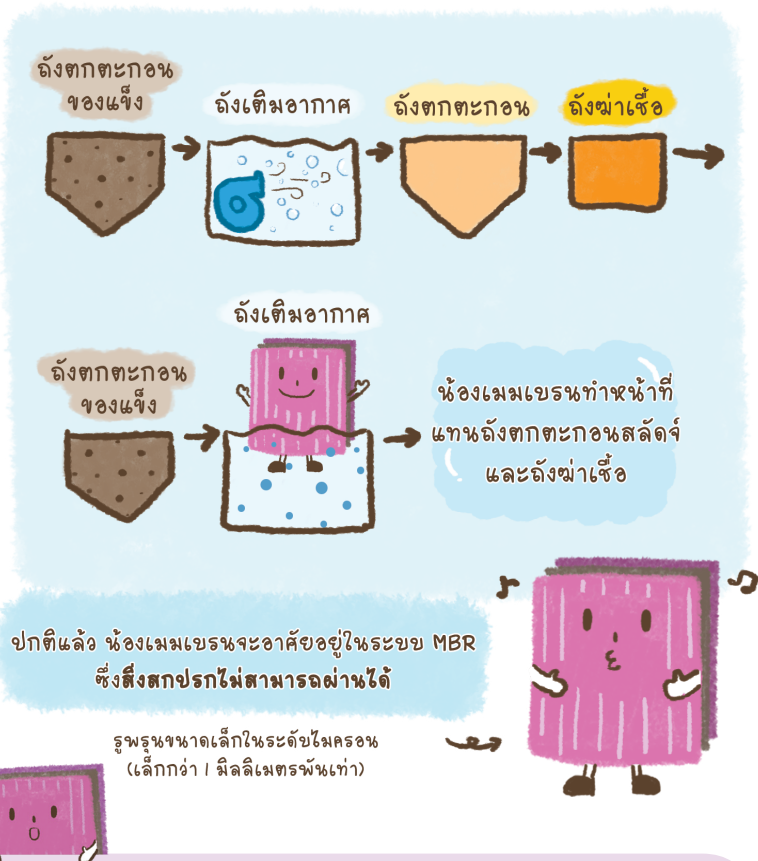 ถังตกตะกอน
ของแข็ง
ถังเติมอากาศ
ถังตกตะกอน
ถังฆ่าเชื้อ
ถังเติมอากาศ
ถังตกตะกอน
ของแข็ง
น้องเมมเบรนทำหน้าที่
แทนถังตกตะกอนสลัดจ์
และถังฆ่าเชื้อ
ปกติแล้ว น้องเมมเบรนจะอาศัยอยู่ในระบบ MBR
ซึ่งสิ่งสกปรกไม่สามารถผ่านได้
รูพรุนขนาดเล็กในระดับไมครอน
(เล็กกว่า 1 มิลลิเมตรพันเท่า)